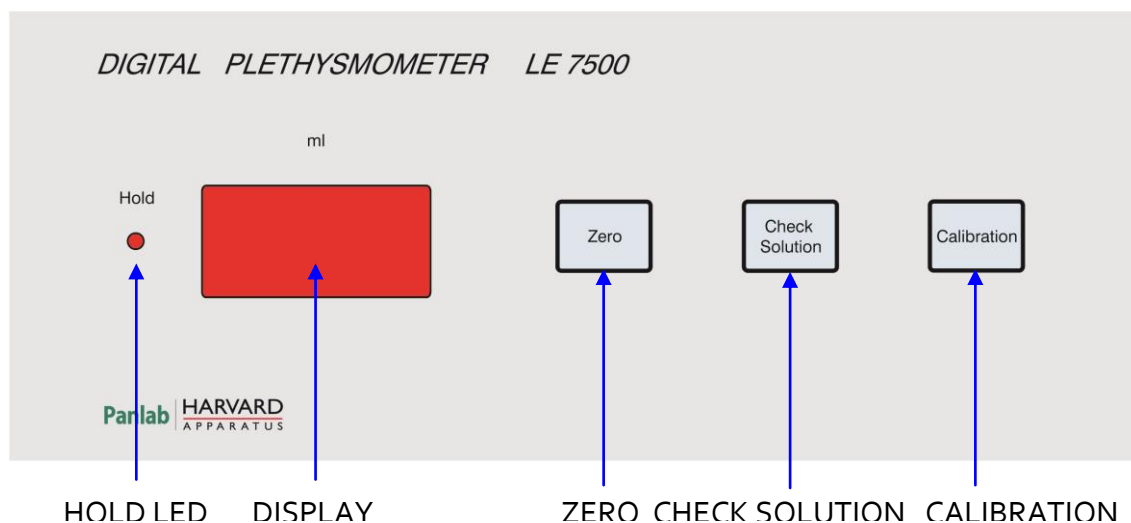 DIGITAL PLETHYSMOMETER LE 7500
ml
Hold
Zero
Check
Solution
Calibration
Panlab HARVARD
APPARATUS
HOLD LED DISPLAY ZERO CHECK SOLUTION CALIBRATION